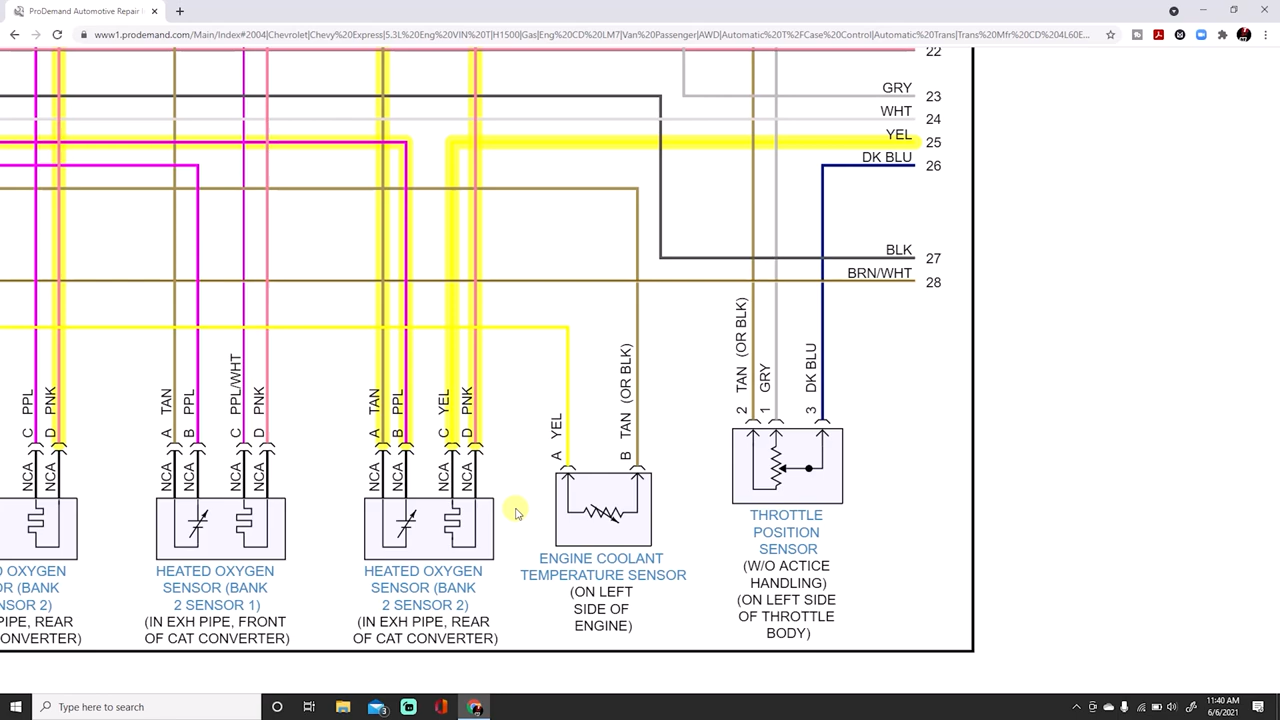 ProDemand Automotive Repair I
www1.prodemand.com/Main/Index#2004|Chevrolet|Chevy%20Express|5.3L%20Eng%20VIN%20T|H1500|Gas|Eng%20CD%20LM7|Van%20Passenger|AWD|Automatic%20T%2FCase%20Control|Automatic%20Trans|Trans%20Mfr%20CD%204L60E...
22
GRY 23
WHT 24
YEL 25
DK BLU 26
BLK 27
BRN/WHT 28
C PPL
D PNK
A TAN
B PPL
C PPL/WHT
D PNK
A TAN
B PPL
C YEL
D PNK
A YEL
B TAN (OR BLK)
2 TAN (OR BLK)
1 GRY
3 DK BLU
NCA NCA
NCA NCA NCA NCA
NCA NCA NCA NCA
D OXYGEN
OR (BANK
NSOR 2)
PIPE, REAR
CONVERTER)
HEATED OXYGEN
SENSOR (BANK
2 SENSOR 1)
(IN EXH PIPE, FRONT
OF CAT CONVERTER)
HEATED OXYGEN
SENSOR (BANK
2 SENSOR 2)
(IN EXH PIPE, REAR
OF CAT CONVERTER)
ENGINE COOLANT
TEMPERATURE SENSOR
(ON LEFT
SIDE OF
ENGINE)
THROTTLE
POSITION
SENSOR
(W/O ACTICE
HANDLING)
(ON LEFT SIDE
OF THROTTLE
BODY)
Type here to search
3
11:40 AM
6/6/2021